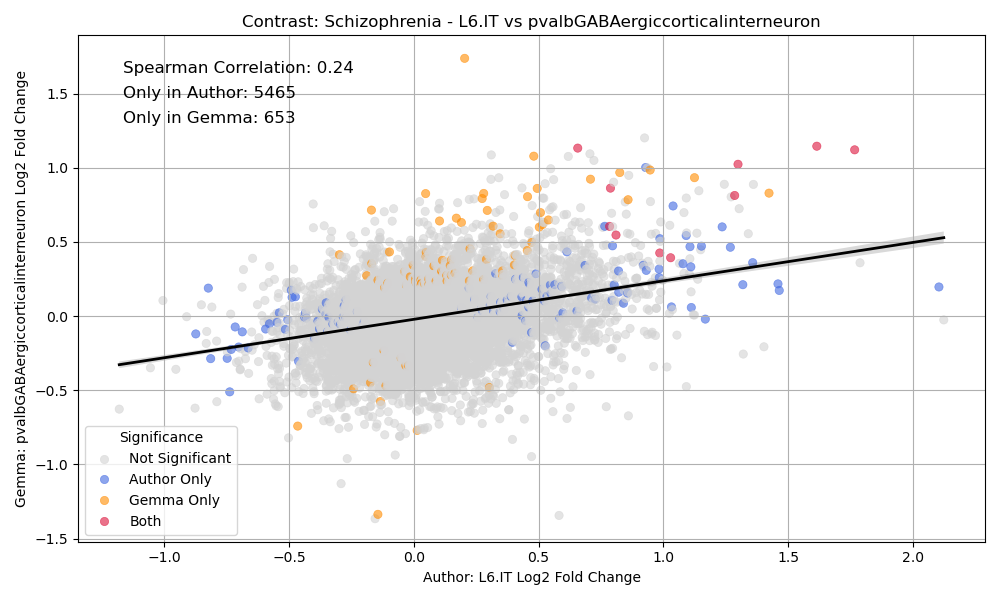 Contrast: Schizophrenia - L6.IT vs pvalbGABAergiccorticalinterneuron
Spearman Correlation: 0.24
Only in Author: 5465
Only in Gemma: 653
Gemma: pvalbGABAergiccorticalinterneuron Log2 Fold Change
1.5
1.0
0.5
0.0
−0.5
−1.0
−1.5
Significance
Not Significant
Author Only
Gemma Only
Both
−1.0 −0.5 0.0 0.5 1.0 1.5 2.0
Author: L6.IT Log2 Fold Change